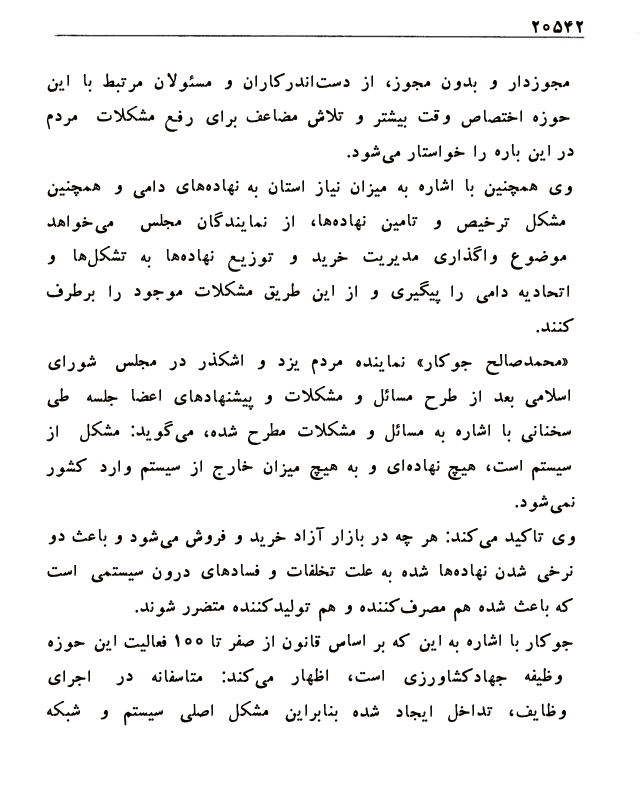 ۲۰۵۴۲
مجوزدار و بدون مجوز، از دست‌اندرکاران و مسئولان مرتبط با این
حوزه اختصاص وقت بیشتر و تلاش مضاعف برای رفع مشکلات مردم
در این باره را خواستار می‌شود.
وی همچنین با اشاره به میزان نیاز استان به نهاده‌های دامی و همچنین
مشکل ترخیص و تامین نهاده‌ها، از نمایندگان مجلس می‌خواهد
موضوع واگذاری مدیریت خرید و توزیع نهاده‌ها به تشکل‌ها و
اتحادیه دامی را پیگیری و از این طریق مشکلات موجود را برطرف
کنند.
«محمدصالح جوکار» نماینده مردم یزد و اشکذر در مجلس شورای
اسلامی بعد از طرح مسائل و مشکلات و پیشنهادهای اعضا جلسه طی
سخنانی با اشاره به مسائل و مشکلات مطرح شده، می‌گوید: مشکل از
سیستم است، هیچ نهاده‌ای و به هیچ میزان خارج از سیستم وارد کشور
نمی‌شود.
وی تاکید می‌کند: هر چه در بازار آزاد خرید و فروش می‌شود و باعث دو
نرخی شدن نهاده‌ها شده به علت تخلفات و فسادهای درون سیستمی است
که باعث شده هم مصرف‌کننده و هم تولیدکننده متضرر شوند.
جوکار با اشاره به این که بر اساس قانون از صفر تا ۱۰۰ فعالیت این حوزه
وظیفه جهادکشاورزی است، اظهار می‌کند: متاسفانه در اجرای
وظایف، تداخل ایجاد شده بنابراین مشکل اصلی سیستم و شبکه